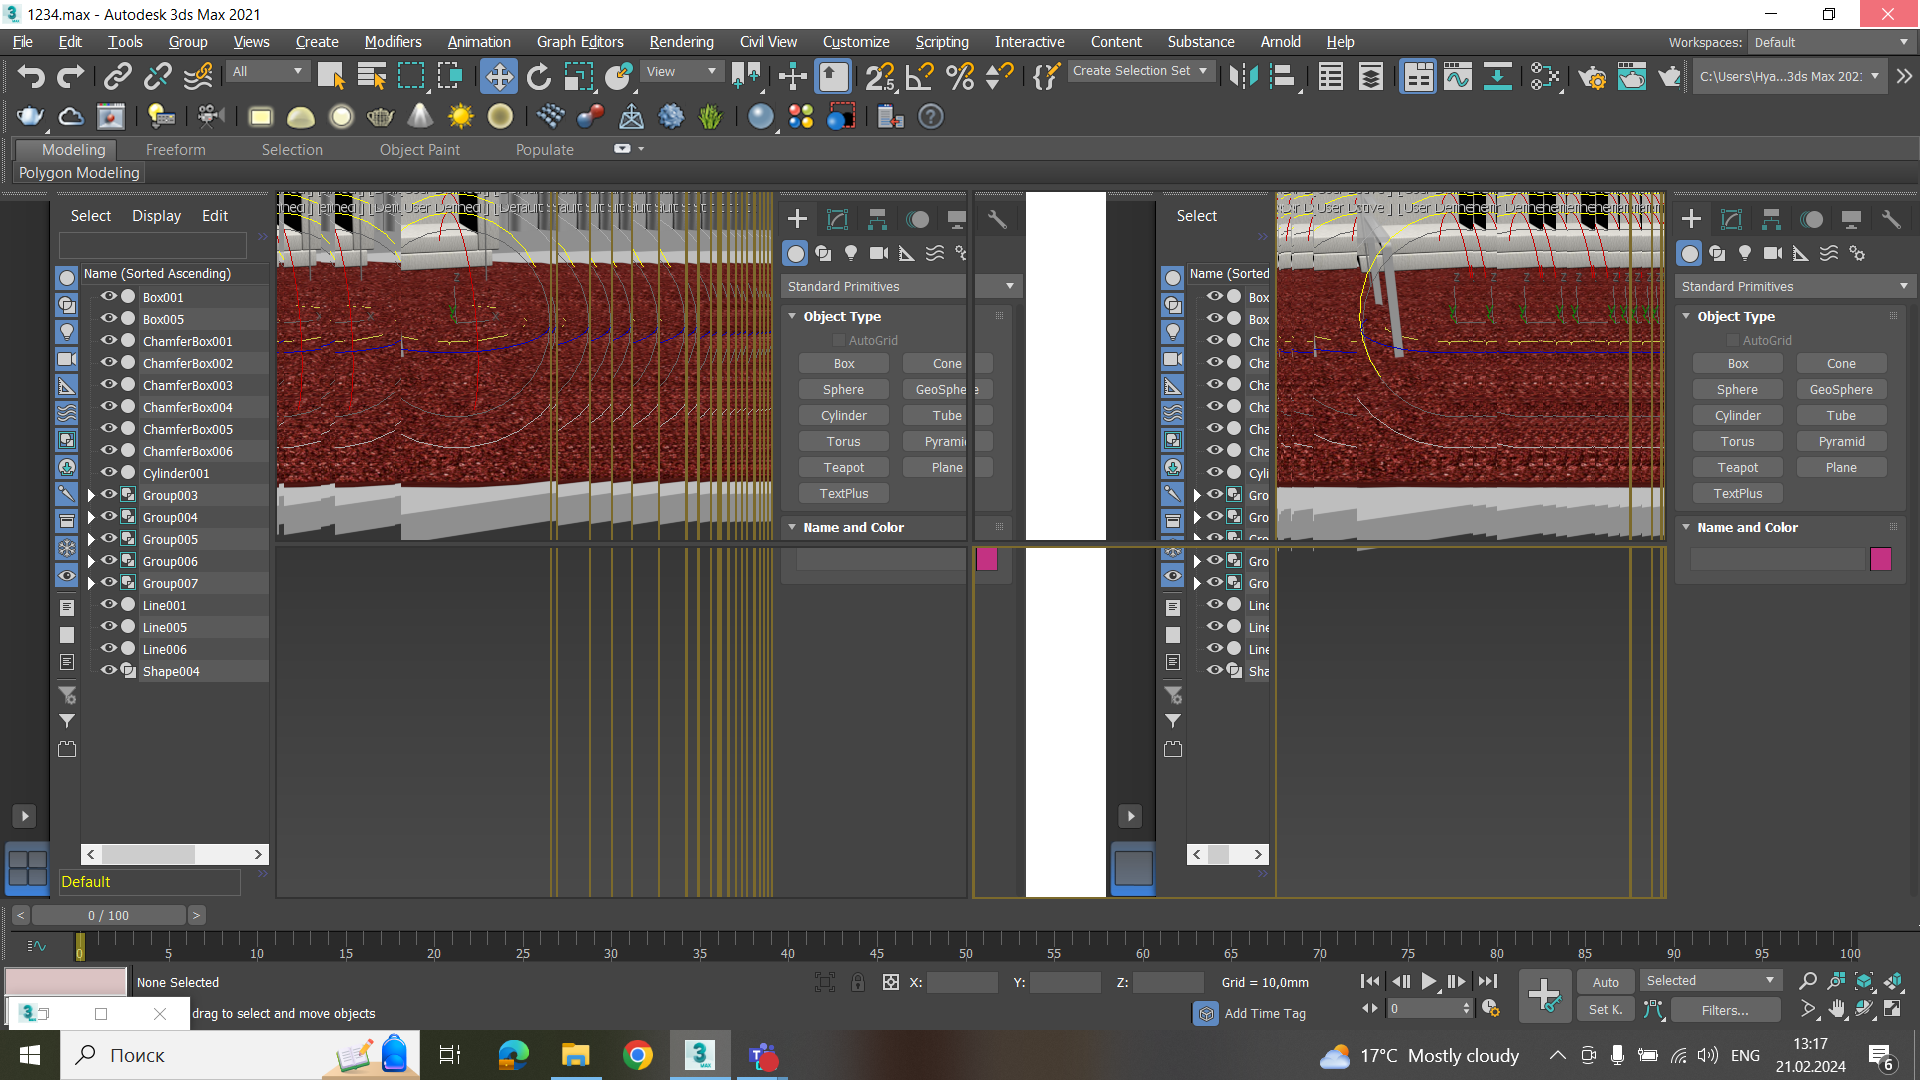 1234.max - Autodesk 3ds Max 2021
File Edit Tools Group Views Create Modifiers Animation Graph Editors Rendering Civil View Customize Scripting Interactive Content Substance Arnold Help Workspaces: Default
All View Create Selection Set C:\Users\Hya...3ds Max 202
Modeling Freeform Selection Object Paint Populate
Polygon Modeling
Select Display Edit
Name (Sorted Ascending)
Box001
Box005
ChamferBox001
ChamferBox002
ChamferBox003
ChamferBox004
ChamferBox005
ChamferBox006
Cylinder001
Group003
Group004
Group005
Group006
Group007
Line001
Line005
Line006
Shape004
Default
Standard Primitives
Object Type
AutoGrid
Box Cone
Sphere GeoSphere
Cylinder Tube
Torus Pyrami
Teapot Plane
TextPlus
Name and Color
Select
Name (Sorted
Box
Box
Cha
Cha
Cha
Cha
Cha
Cha
Cyli
Gro
Gro
Gro
Gro
Gro
Line
Line
Line
Sha
Standard Primitives
Object Type
AutoGrid
Box Cone
Sphere GeoSphere
Cylinder Tube
Torus Pyramid
Teapot Plane
TextPlus
Name and Color
0 / 100
0 5 10 15 20 25 30 35 40 45 50 55 60 65 70 75 80 85 90 95 100
None Selected X: Y: Z: Grid = 10,0mm Auto Selected
drag to select and move objects Add Time Tag 0 Set K. Filters...
Поиск 17°C Mostly cloudy ENG 13:17
21.02.2024 6